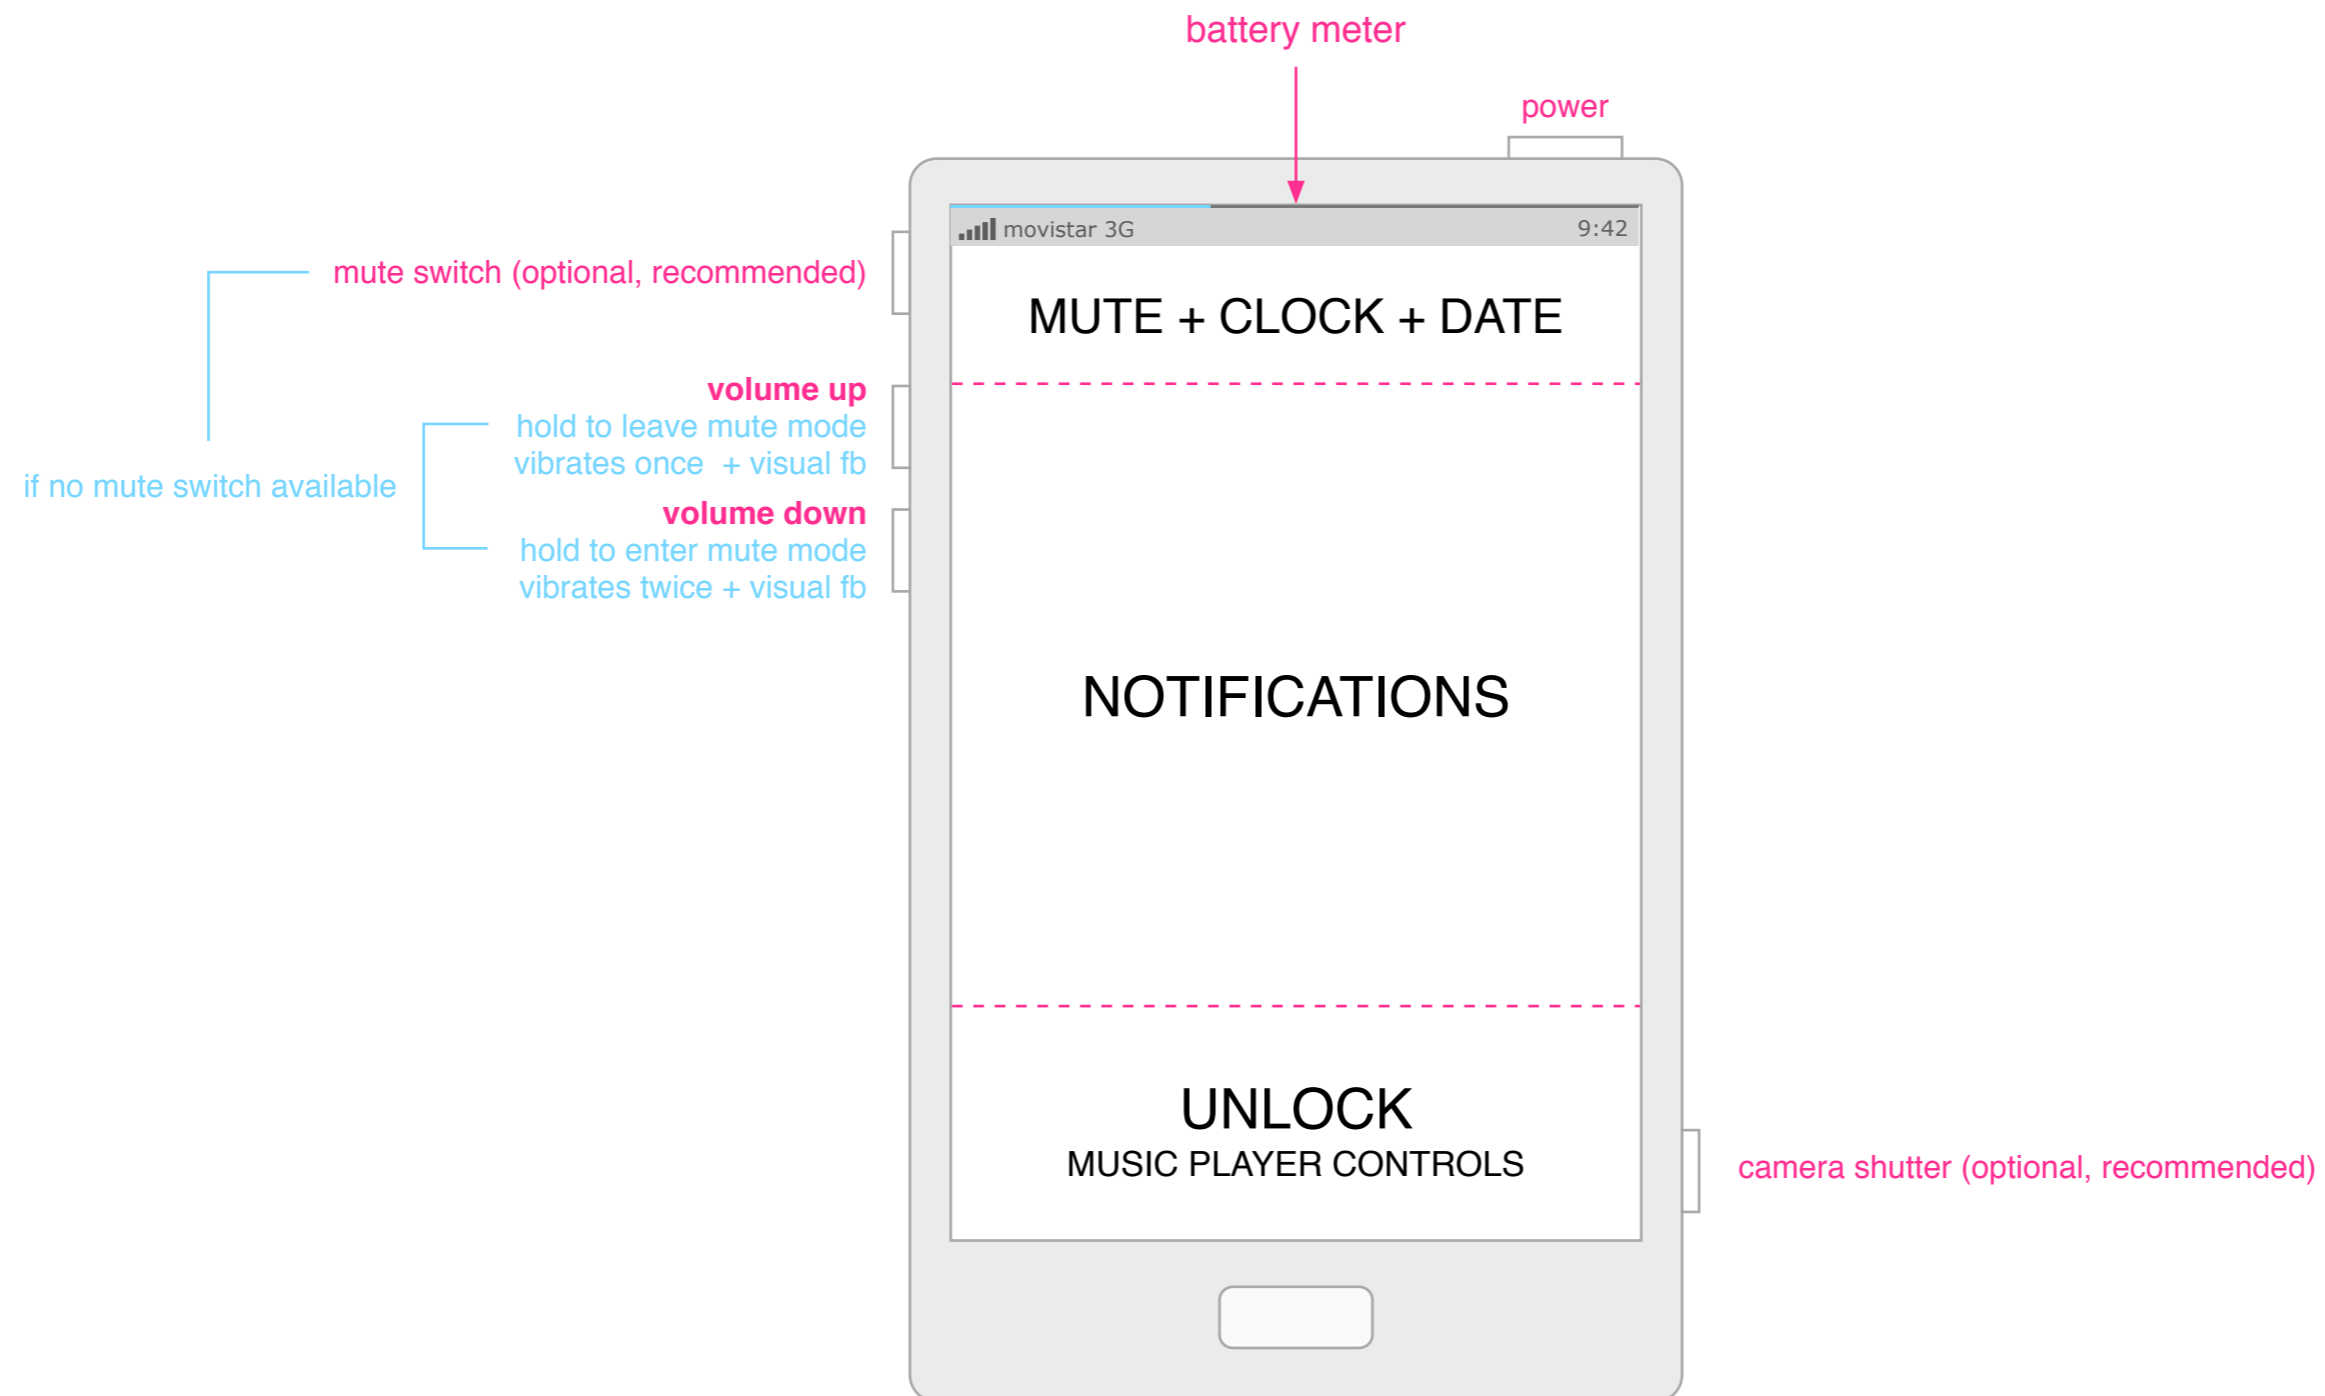 battery meter
power
movistar 3G
9:42
mute switch (optional, recommended)
MUTE + CLOCK + DATE
volume up
hold to leave mute mode
vibrates once + visual fb
if no mute switch available
volume down
hold to enter mute mode
vibrates twice + visual fb
NOTIFICATIONS
UNLOCK
MUSIC PLAYER CONTROLS
camera shutter (optional, recommended)